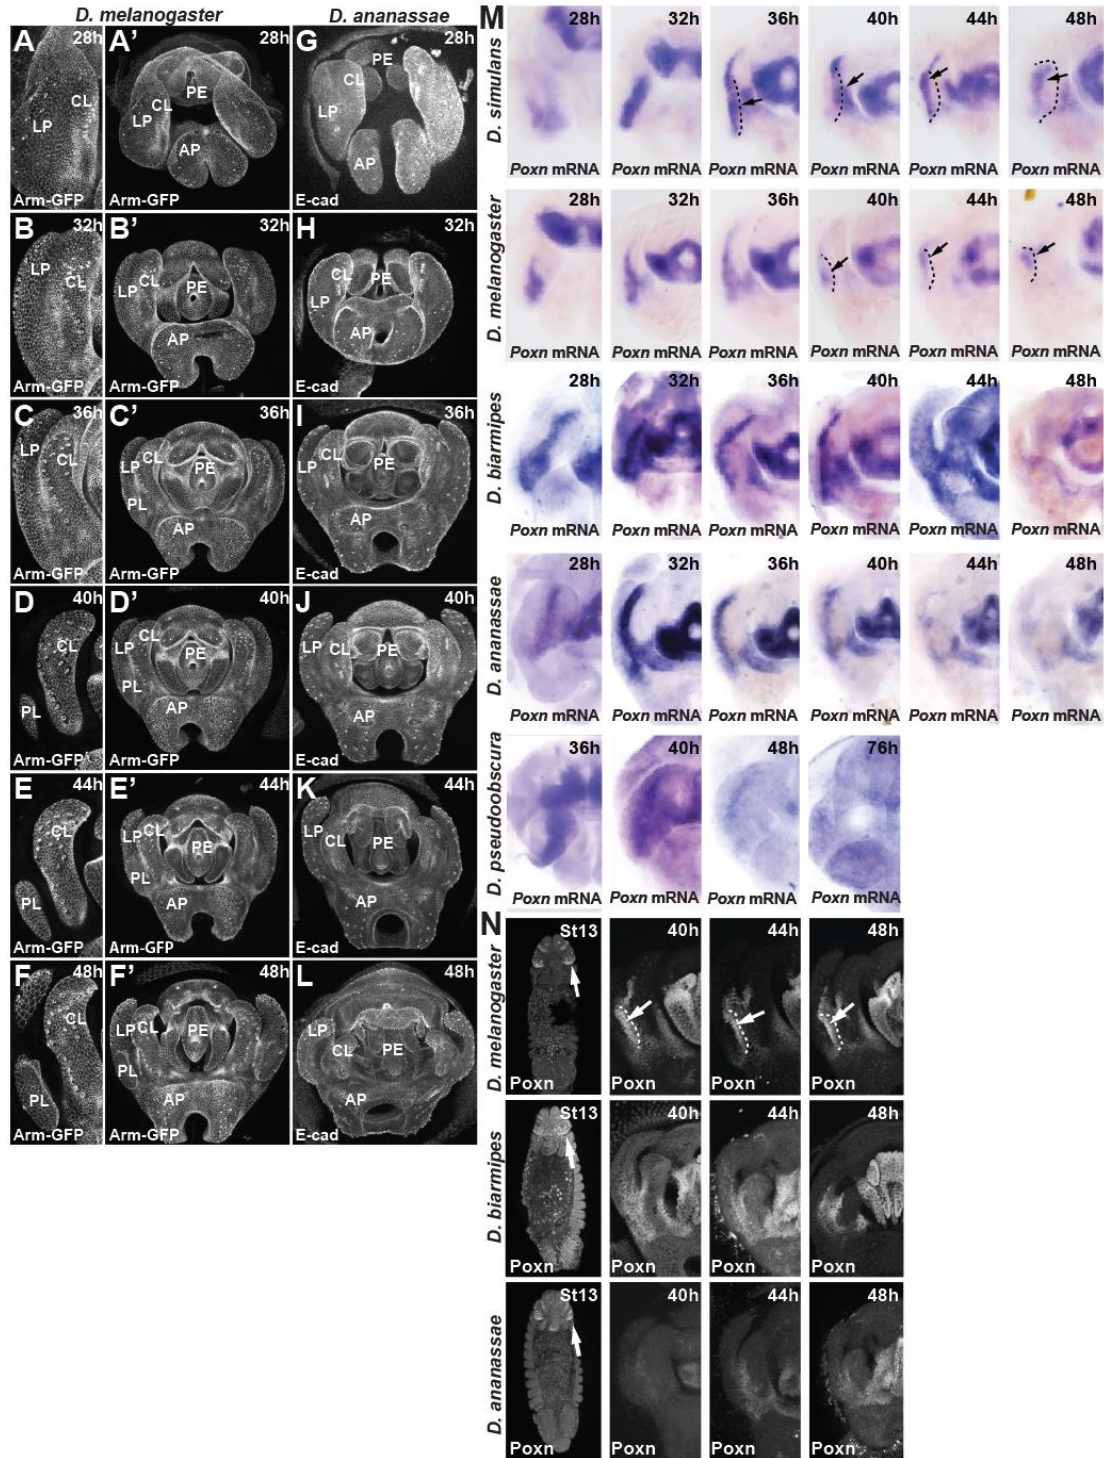 D. melanogaster
D. ananassae
A 28h CL LP Arm-GFP
A' 28h PE CL LP AP Arm-GFP
G 28h PE CL LP AP E-cad
B 32h LP CL Arm-GFP
B' 32h LP CL PE AP Arm-GFP
H 32h CL PE LP AP E-cad
C 36h LP CL Arm-GFP
C' 36h LP CL PE PL AP Arm-GFP
I 36h LP CL PE AP E-cad
D 40h CL PL Arm-GFP
D' 40h LP CL PE PL AP Arm-GFP
J 40h LP CL PE AP E-cad
E 44h CL PL Arm-GFP
E' 44h LP CL PE PL AP Arm-GFP
K 44h LP CL PE AP E-cad
F 48h CL PL Arm-GFP
F' 48h LP CL PE PL AP Arm-GFP
L 48h LP CL PE AP E-cad
M
D. simulans
28h 32h 36h 40h 44h 48h
Poxn mRNA Poxn mRNA Poxn mRNA Poxn mRNA Poxn mRNA Poxn mRNA
D. melanogaster
28h 32h 36h 40h 44h 48h
Poxn mRNA Poxn mRNA Poxn mRNA Poxn mRNA Poxn mRNA Poxn mRNA
D. biarmipes
28h 32h 36h 40h 44h 48h
Poxn mRNA Poxn mRNA Poxn mRNA Poxn mRNA Poxn mRNA Poxn mRNA
D. ananassae
28h 32h 36h 40h 44h 48h
Poxn mRNA Poxn mRNA Poxn mRNA Poxn mRNA Poxn mRNA Poxn mRNA
D. pseudoobscura
36h 40h 48h 76h
Poxn mRNA Poxn mRNA Poxn mRNA Poxn mRNA
N
D. melanogaster
St13 40h 44h 48h
Poxn Poxn Poxn Poxn
D. biarmipes
St13 40h 44h 48h
Poxn Poxn Poxn Poxn
D. ananassae
St13 40h 44h 48h
Poxn Poxn Poxn Poxn